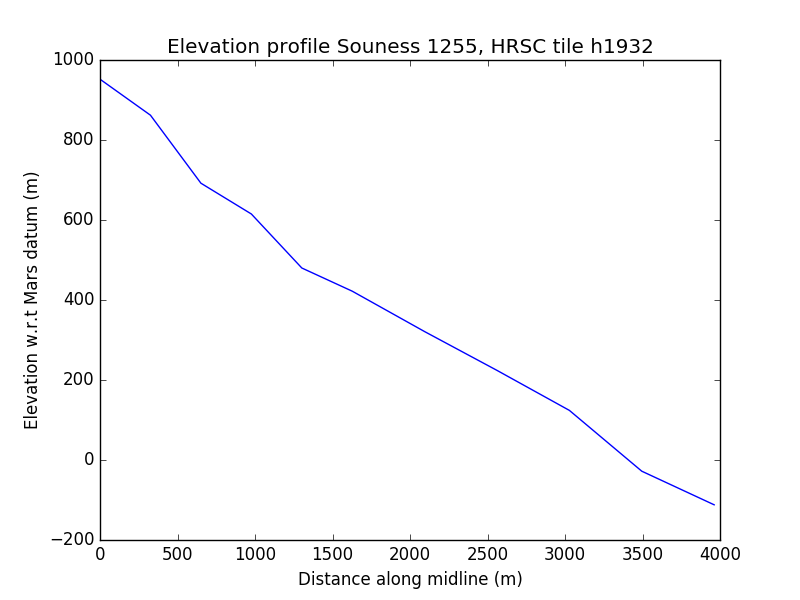 Elevation profile Souness 1255, HRSC tile h1932
1000
800
600
400
200
0
−200
Elevation w.r.t Mars datum (m)
0 500 1000 1500 2000 2500 3000 3500 4000
Distance along midline (m)